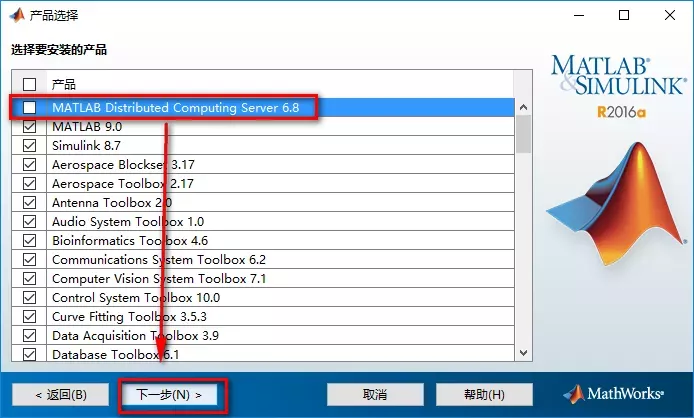 产品选择
选择要安装的产品
产品
MATLAB Distributed Computing Server 6.8
MATLAB 9.0
Simulink 8.7
Aerospace Blockset 3.17
Aerospace Toolbox 2.17
Antenna Toolbox 2.0
Audio System Toolbox 1.0
Bioinformatics Toolbox 4.6
Communications System Toolbox 6.2
Computer Vision System Toolbox 7.1
Control System Toolbox 10.0
Curve Fitting Toolbox 3.5.3
Data Acquisition Toolbox 3.9
Database Toolbox 6.1
MATLAB®
&SIMULINK®
R2016a
< 返回(B)
下一步(N) >
取消
帮助(H)
MathWorks®